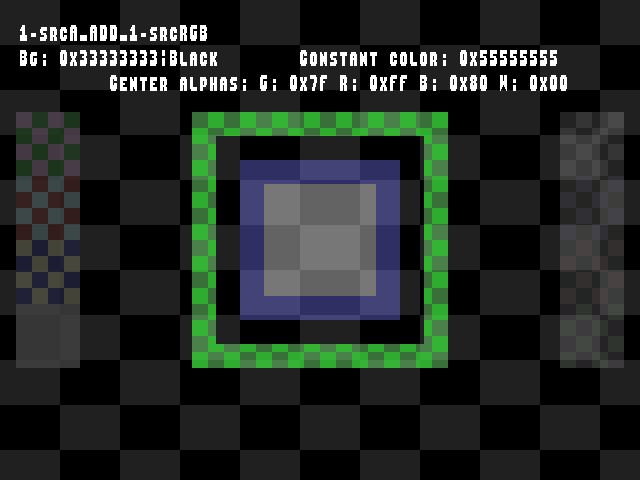 1-srcA_ADD_1-srcRGB
Bg: 0x33333333;Black Constant color: 0x55555555
Center alphas: G: 0x7f R: 0xff B: 0x80 W: 0x00